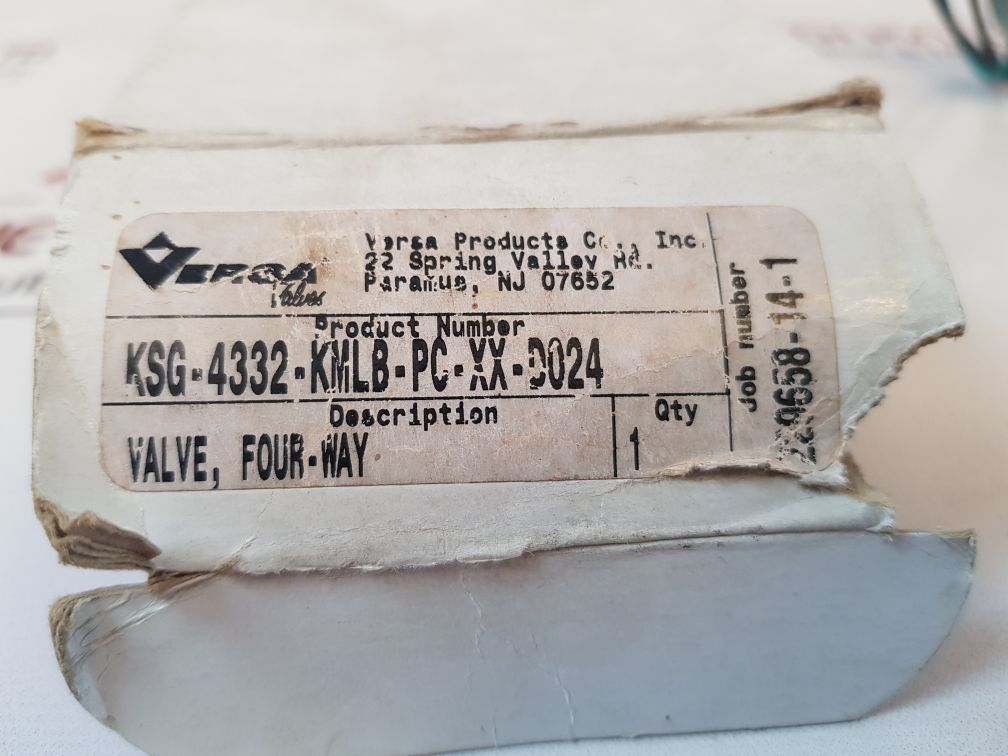 VERSA
Valves
Versa Products Co., Inc.
22 Spring Valley Rd.
Paramus, NJ 07652
Product Number
KSG-4332-KMLB-PC-XX-D024
Description
VALVE, FOUR-WAY
Qty
1
Job number
229658-14-1